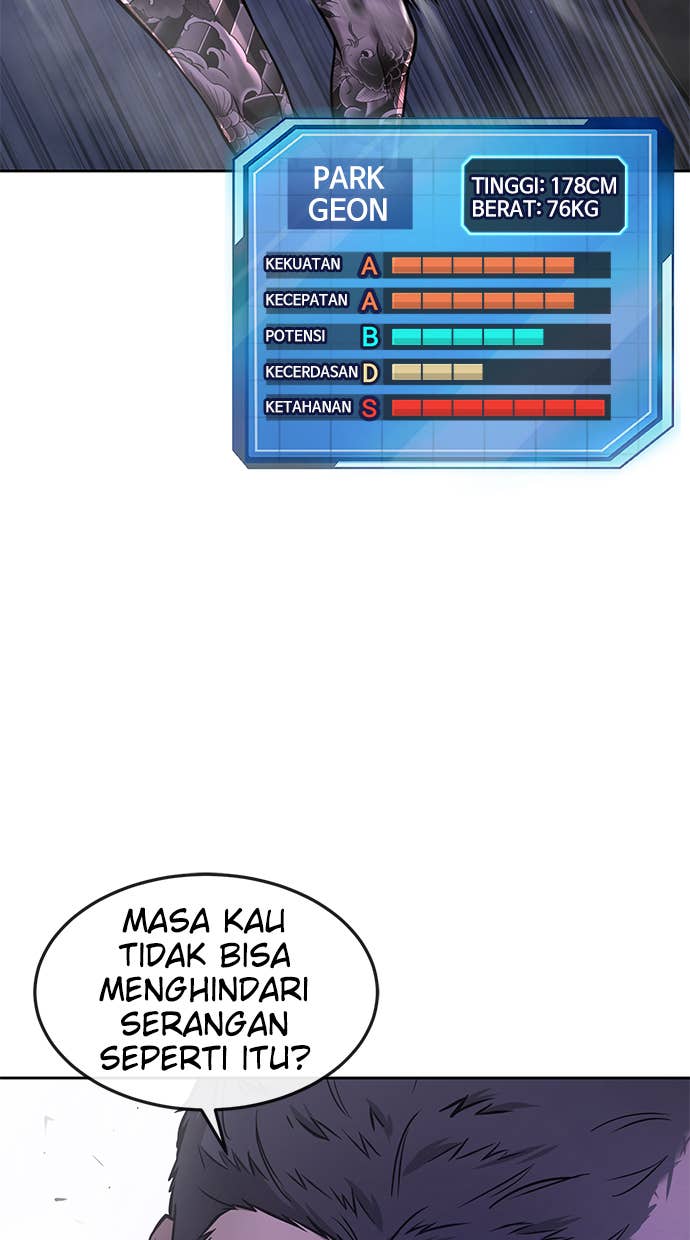 PARK
GEON
TINGGI: 178CM
BERAT: 76KG
KEKUATAN A
KECEPATAN A
POTENSI B
KECERDASAN D
KETAHANAN S
MASA KAU
TIDAK BISA
MENGHINDARI
SERANGAN
SEPERTI ITU?